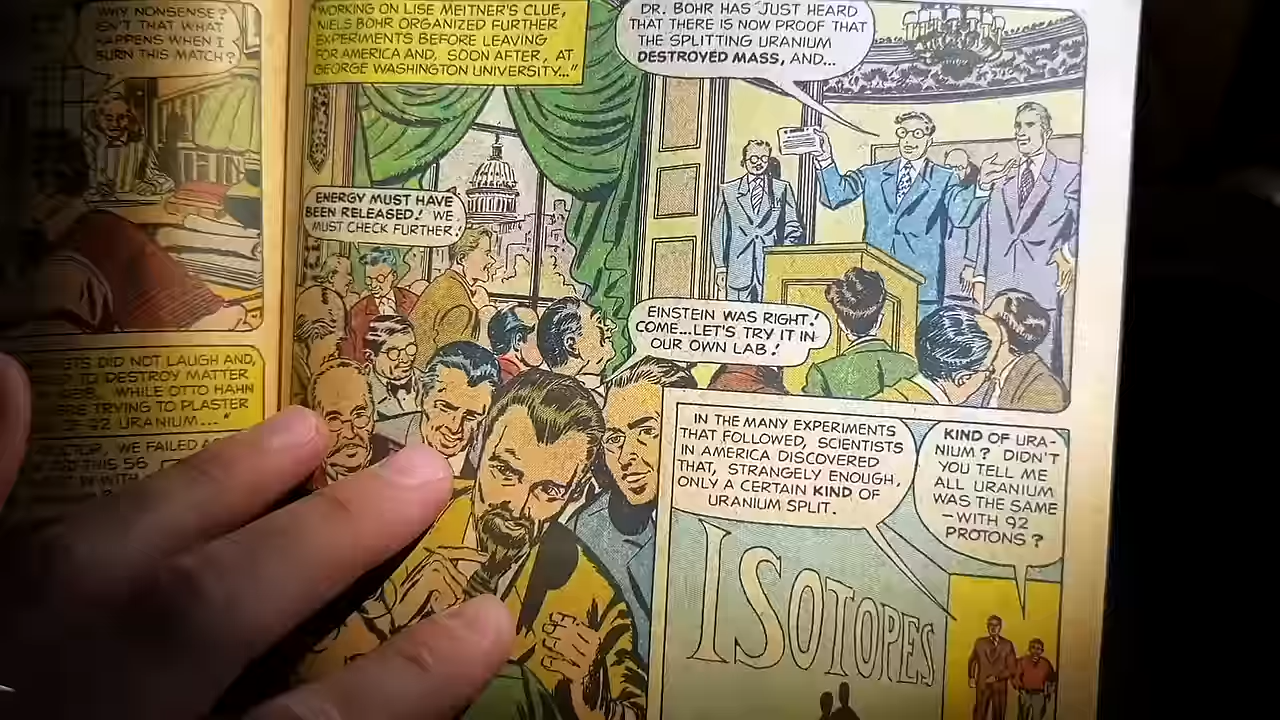 WHY NONSENSE?
ISN'T THAT WHAT
HAPPENS WHEN I
BURN THIS MATCH?
STS DID NOT LAUGH AND,
TO DESTROY MATTER
WHILE OTTO HAHN
TRYING TO PLASTER
OF 92 URANIUM..."
WE FAILED
THIS 56
"WORKING ON LISE MEITNER'S CLUE,
NIELS BOHR ORGANIZED FURTHER
EXPERIMENTS BEFORE LEAVING
FOR AMERICA AND, SOON AFTER, AT
GEORGE WASHINGTON UNIVERSITY..."
DR. BOHR HAS JUST HEARD
THAT THERE IS NOW PROOF THAT
THE SPLITTING URANIUM
DESTROYED MASS, AND...
ENERGY MUST HAVE
BEEN RELEASED! WE
MUST CHECK FURTHER!
EINSTEIN WAS RIGHT!
COME...LET'S TRY IT IN
OUR OWN LAB!
IN THE MANY EXPERIMENTS
THAT FOLLOWED, SCIENTISTS
IN AMERICA DISCOVERED
THAT, STRANGELY ENOUGH,
ONLY A CERTAIN KIND OF
URANIUM SPLIT.
KIND OF URA-
NIUM? DIDN'T
YOU TELL ME
ALL URANIUM
WAS THE SAME
-WITH 92
PROTONS?
ISOTOPES